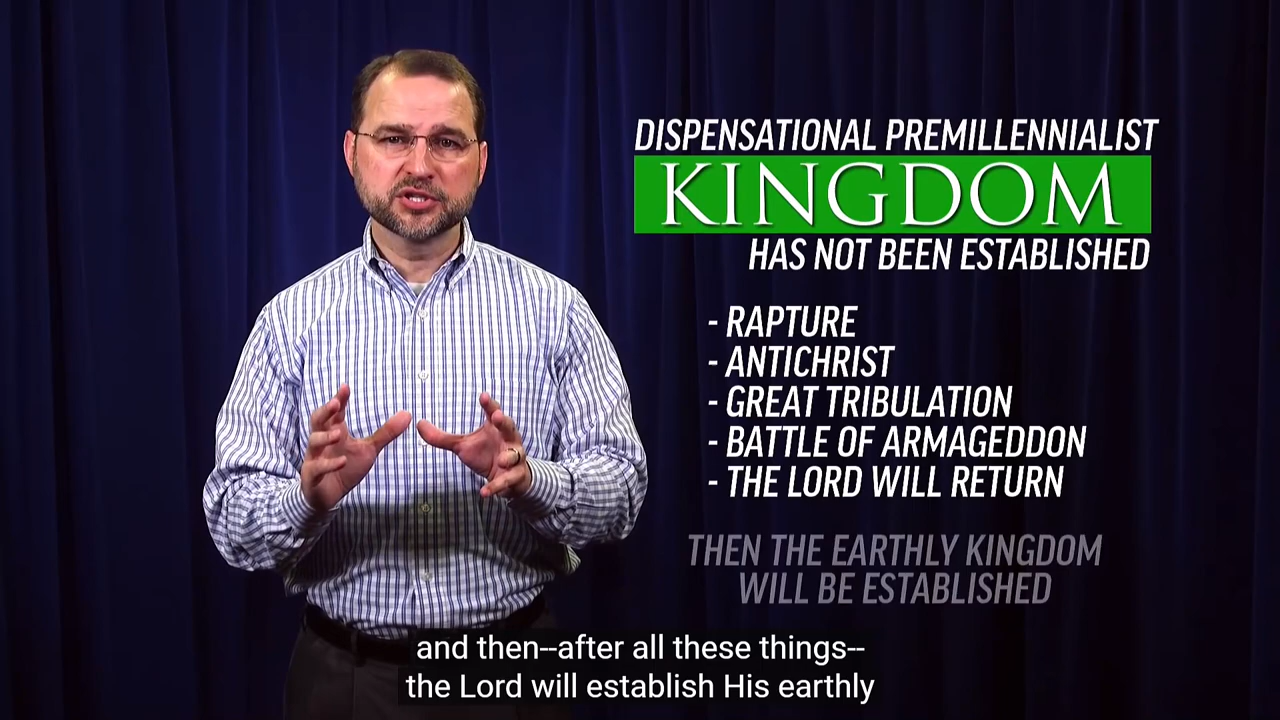 DISPENSATIONAL PREMILLENNIALIST
KINGDOM
HAS NOT BEEN ESTABLISHED
- RAPTURE
- ANTICHRIST
- GREAT TRIBULATION
- BATTLE OF ARMAGEDDON
- THE LORD WILL RETURN
THEN THE EARTHLY KINGDOM
WILL BE ESTABLISHED
and then--after all these things--
the Lord will establish His earthly